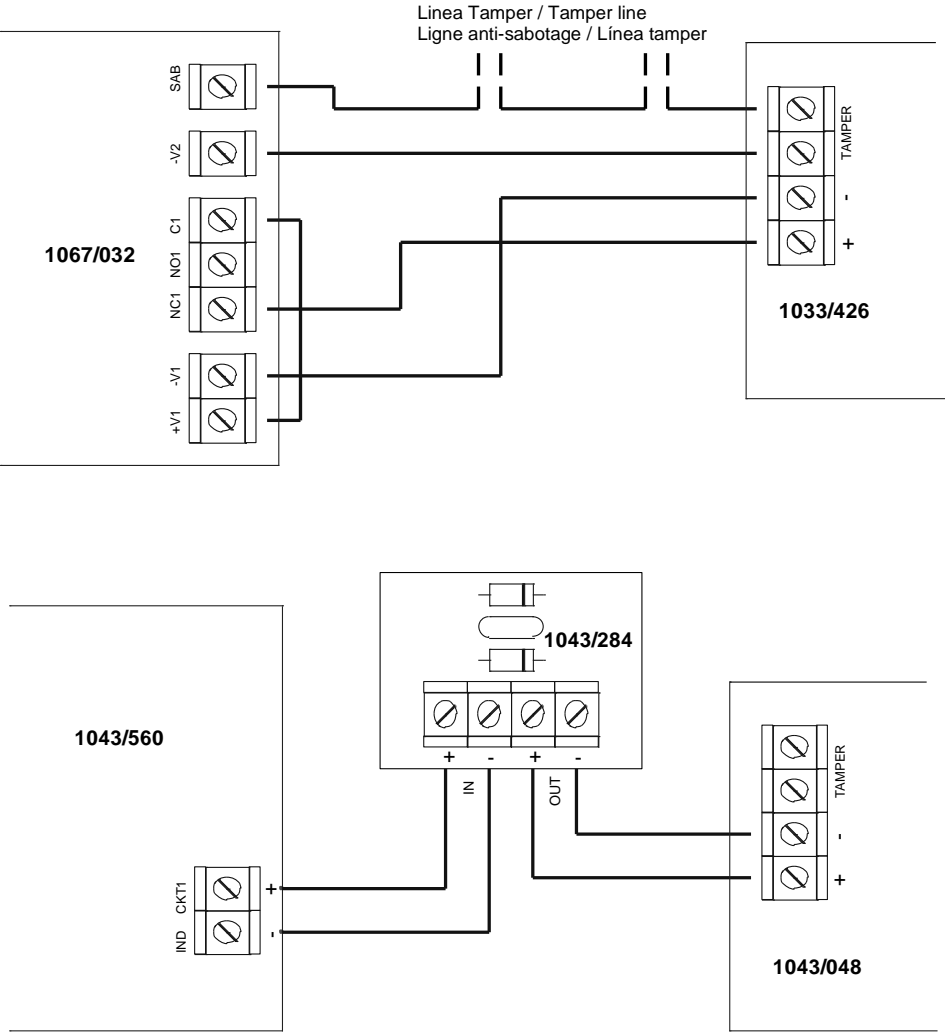 Linea Tamper / Tamper line
Ligne anti-sabotage / Línea tamper
SAB
-V2
C1
NO1
NC1
-V1
+V1
1067/032
TAMPER
-
+
1033/426
1043/284
+ - + -
IN OUT
1043/560
CKT1 +
IND -
TAMPER
-
+
1043/048